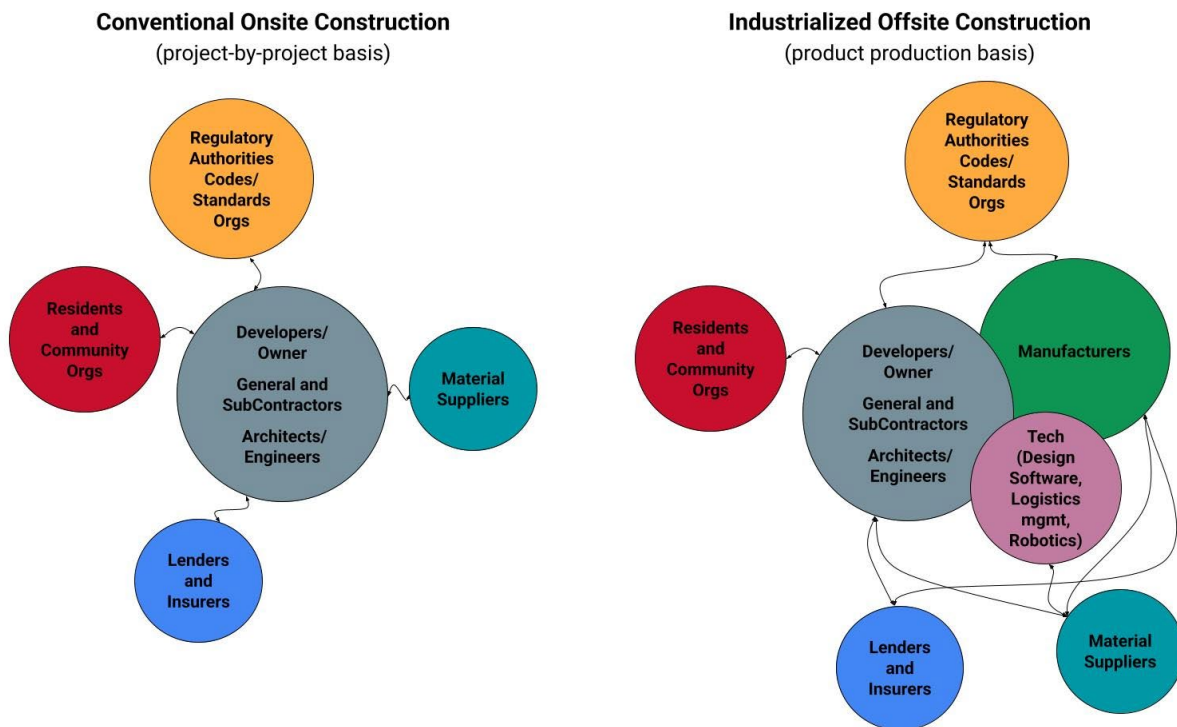 Conventional Onsite Construction
(project-by-project basis)
Regulatory
Authorities
Codes/
Standards
Orgs
Residents
and
Community
Orgs
Developers/
Owner
General and
SubContractors
Architects/
Engineers
Material
Suppliers
Lenders
and
Insurers
Industrialized Offsite Construction
(product production basis)
Regulatory
Authorities
Codes/
Standards
Orgs
Residents
and
Community
Orgs
Developers/
Owner
General and
SubContractors
Architects/
Engineers
Manufacturers
Tech
(Design
Software,
Logistics
mgmt,
Robotics)
Lenders
and
Insurers
Material
Suppliers